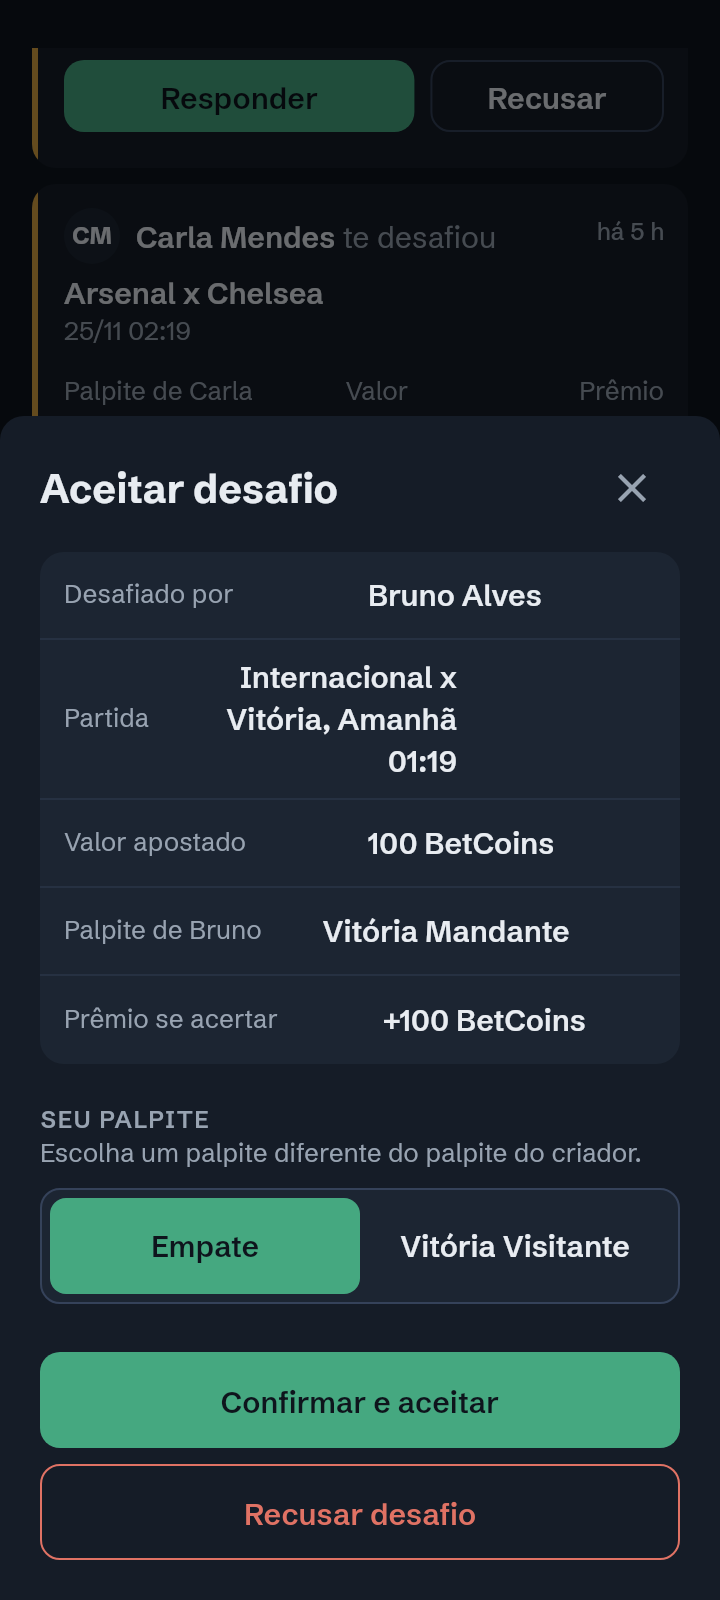 Responder
Recusar
CM
Carla Mendes te desafiou
há 5 h
Arsenal x Chelsea
25/11 02:19
Palpite de Carla
Valor
Prêmio
Aceitar desafio
Desafiado por
Bruno Alves
Partida
Internacional x
Vitória, Amanhã
01:19
Valor apostado
100 BetCoins
Palpite de Bruno
Vitória Mandante
Prêmio se acertar
+100 BetCoins
SEU PALPITE
Escolha um palpite diferente do palpite do criador.
Empate
Vitória Visitante
Confirmar e aceitar
Recusar desafio